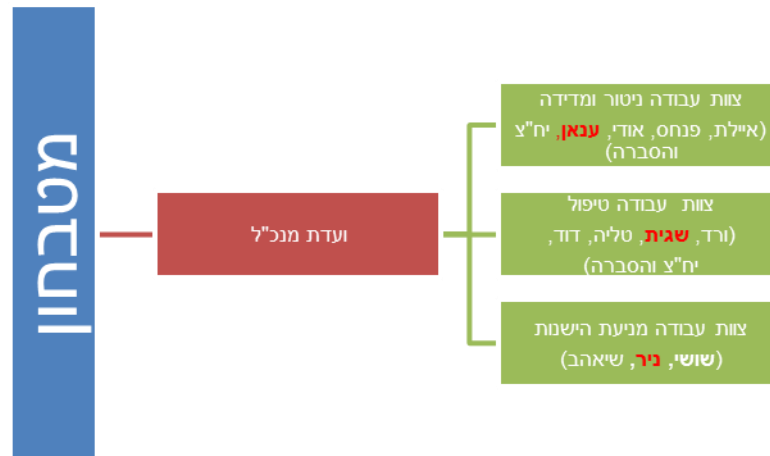 מטבחון
ועדת מנכ"ל
צוות עבודה ניטור ומדידה
(איילת, פנחס, אודי, ענאן, יח"צ
והסברה)
צוות עבודה טיפול
(ורד, שגית, טליה, דוד,
יח"צ והסברה)
צוות עבודה מניעת הישנות
(שושי, ניר, שיאהב)